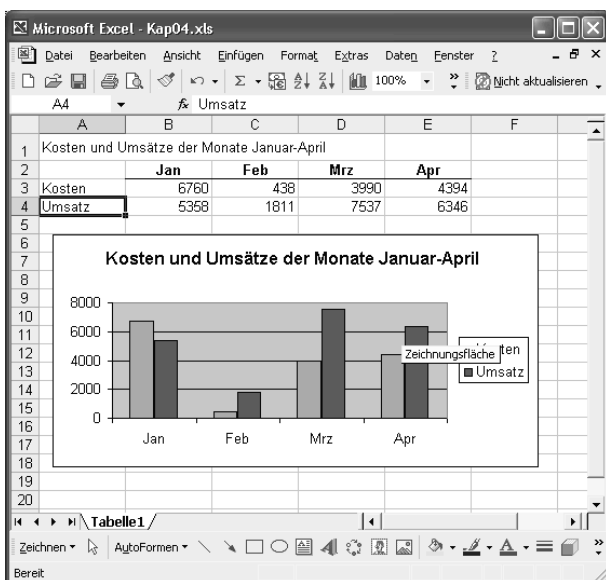 Microsoft Excel - Kap04.xls
Datei Bearbeiten Ansicht Einfügen Format Extras Daten Fenster ?
Σ 100% » Nicht aktualisieren
A4 fx Umsatz
A B C D E F
1 Kosten und Umsätze der Monate Januar-April
2 Jan Feb Mrz Apr
3 Kosten 6760 438 3990 4394
4 Umsatz 5358 1811 7537 6346
5
6
7
8
9
10
11
12
13
14
15
16
17
18
19
20
Kosten und Umsätze der Monate Januar-April
8000
6000
4000
2000
0
Jan Feb Mrz Apr
Zeichnungsfläche
ten
Umsatz
Tabelle1
Zeichnen AutoFormen
Bereit